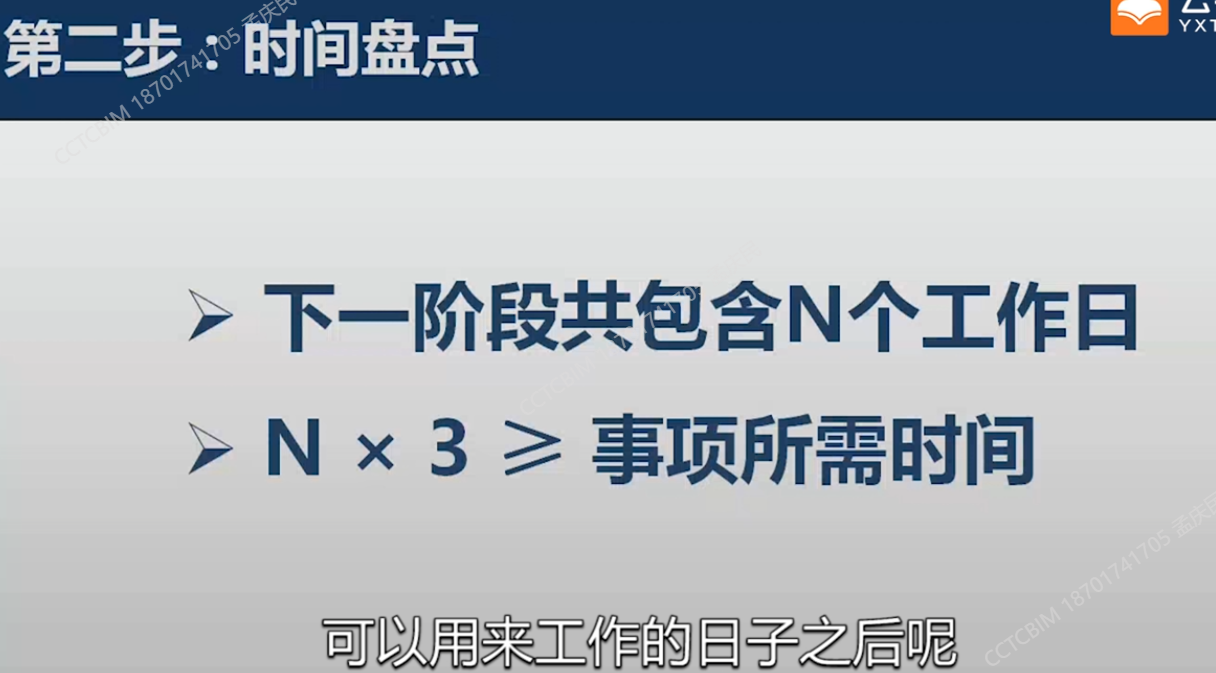 第二步：时间盘点
YXT
下一阶段共包含N个工作日
N × 3 ≥ 事项所需时间
可以用来工作的日子之后呢
CCTCBIM 18701741705 孟庆民
CCTCBIM 18701741705 孟庆民